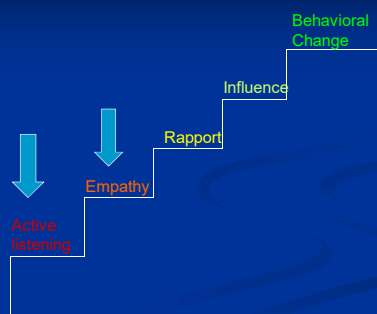 Behavioral
Change
Influence
Rapport
Empathy
Active
listening